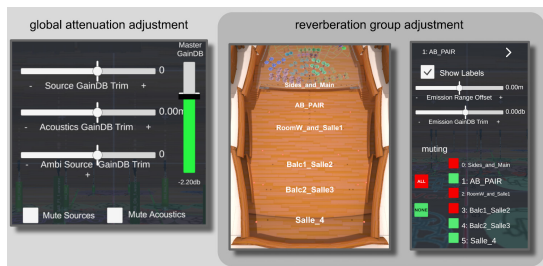 global attenuation adjustment
reverberation group adjustment
Master
GainDB
0
- Source GainDB Trim +
0.00m
- Acoustics GainDB Trim +
0
- Ambi Source GainDB Trim
+
-2.20db
Mute Sources
Mute Acoustics
Sides_and_Main
AB_PAIR
RoomW_and_Salle1
Balc1_Salle2
Balc2_Salle3
Salle_4
1: AB_PAIR
Show Labels
0.00m
- Emission Range Offset +
0.00db
- Emission GainDB Trim +
muting
0: Sides_and_Main
ALL
1: AB_PAIR
2: RoomW_and_Salle1
NONE
3: Balc1_Salle2
4: Balc2_Salle3
5: Salle_4